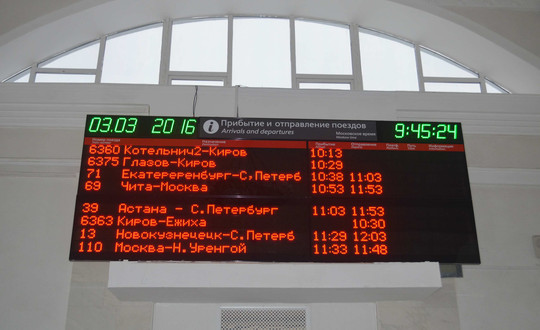 03.03 2016 Прибытие и отправление поездов 9:45:24
Arrivals and departures
Московское время
6360 Котельнич2-Киров 10:13
6375 Глазов-Киров 10:29
71 Екатеренбург-С,Петерб 10:38 11:03
69 Чита-Москва 10:53 11:53
39 Астана - С.Петербург 11:03 11:53
6363 Киров-Ежиха 10:30
13 Новокузнецецк-С.Петерб 11:29 12:03
110 Москва-Н.Уренгой 11:33 11:48